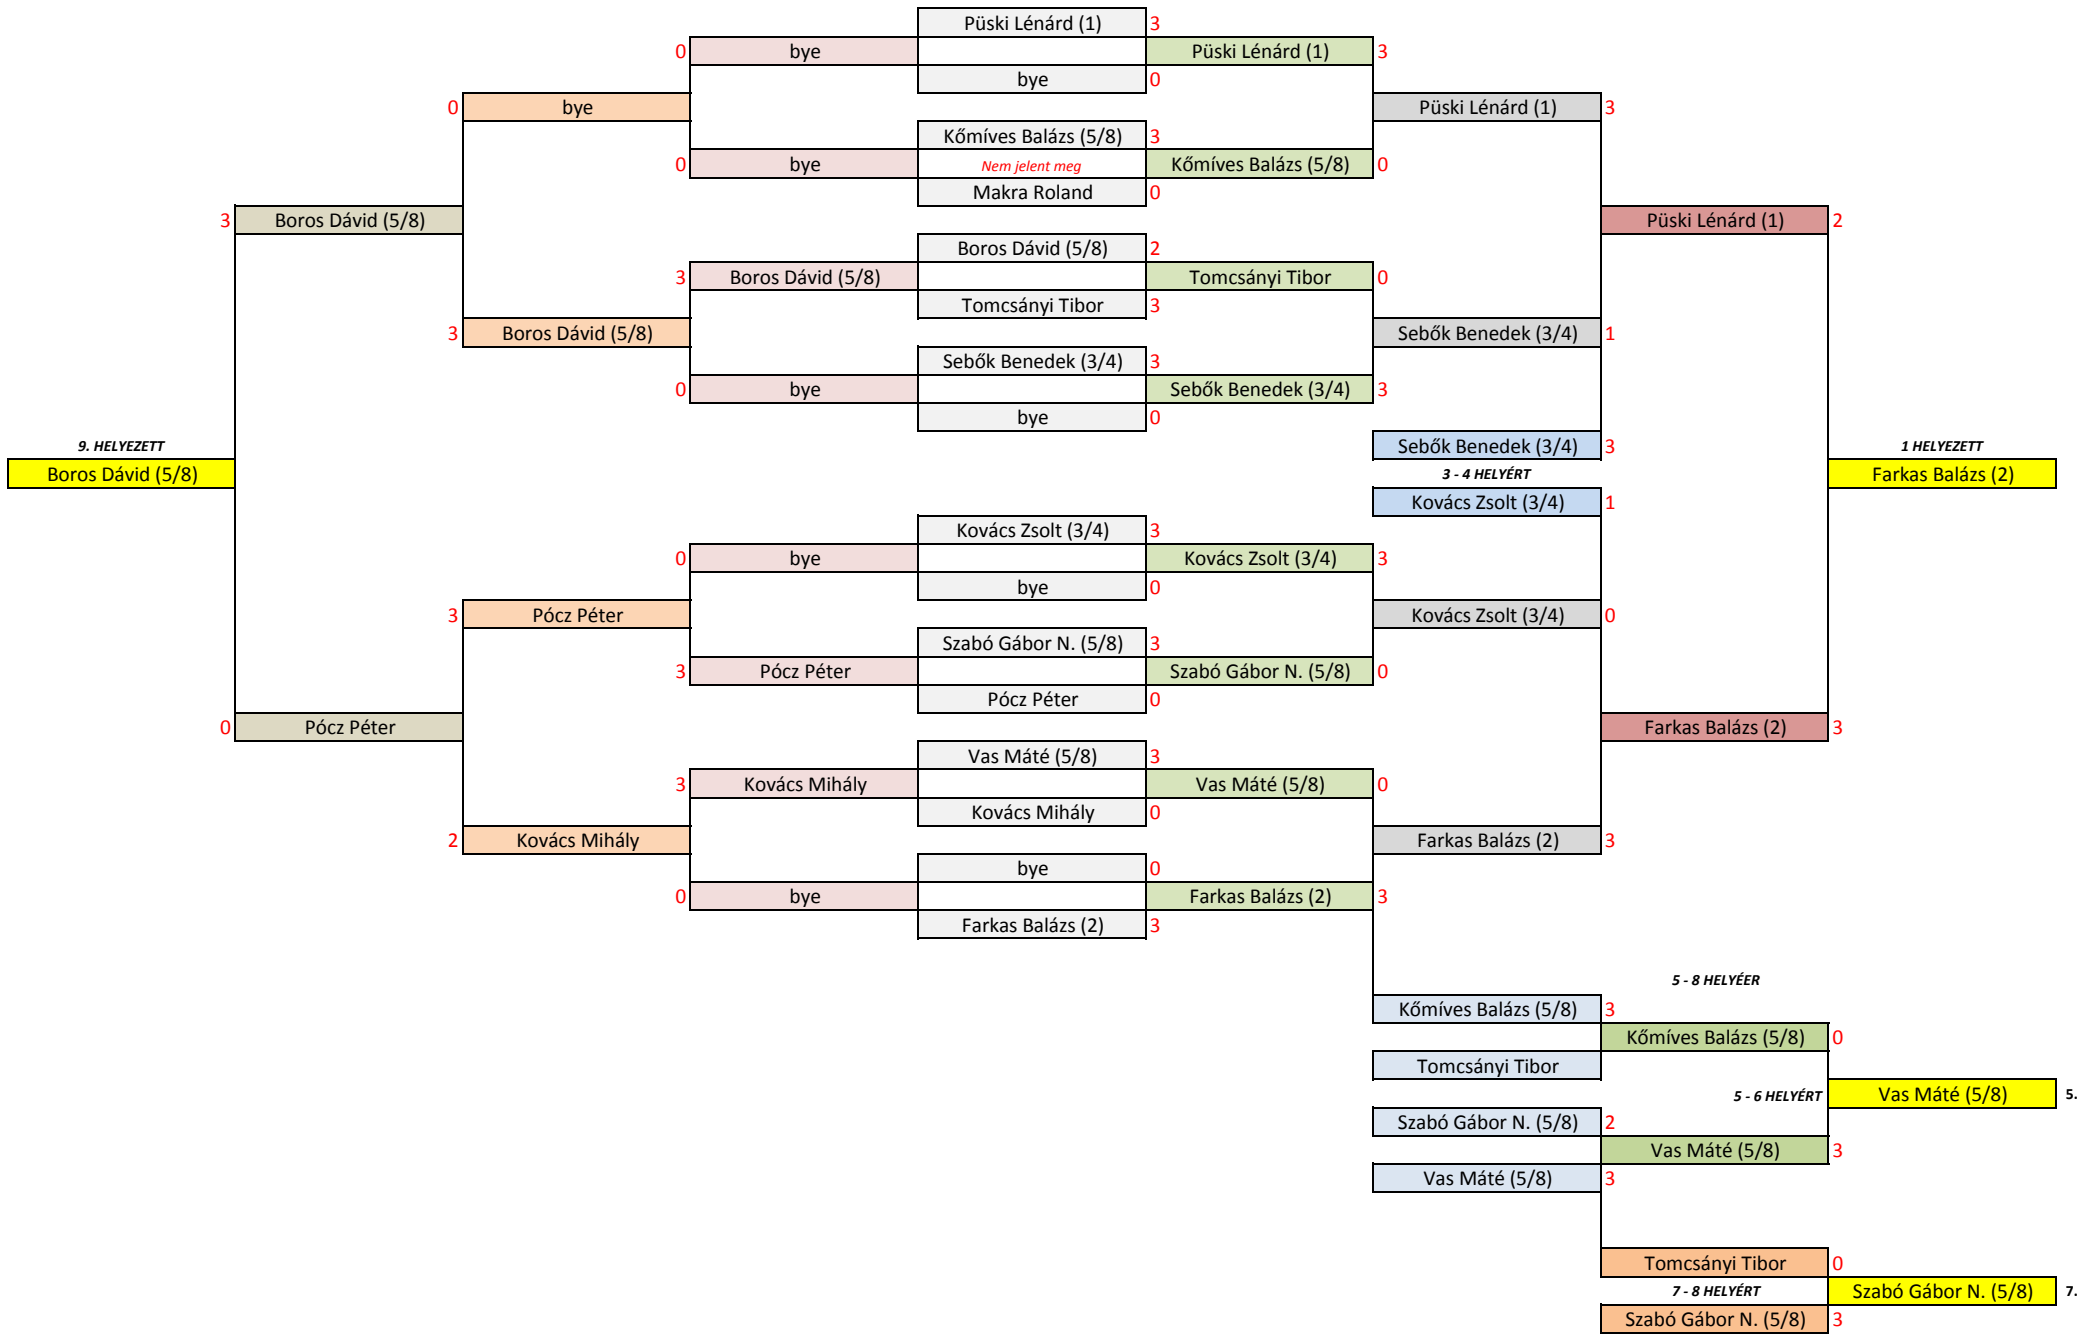 Püski Lénárd (1) 3
0 bye Püski Lénárd (1) 3
bye 0
0 bye Püski Lénárd (1) 3
Kőmíves Balázs (5/8) 3
0 bye Nem jelent meg Kőmíves Balázs (5/8) 0
Makra Roland 0
3 Boros Dávid (5/8) Püski Lénárd (1) 2
Boros Dávid (5/8) 2
3 Boros Dávid (5/8) Tomcsányi Tibor 0
Tomcsányi Tibor 3
3 Boros Dávid (5/8) Sebők Benedek (3/4) 1
Sebők Benedek (3/4) 3
0 bye Sebők Benedek (3/4) 3
bye 0
9. HELYEZETT Sebők Benedek (3/4) 3 1 HELYEZETT
Boros Dávid (5/8) 3 - 4 HELYÉRT Farkas Balázs (2)
Kovács Zsolt (3/4) 1
Kovács Zsolt (3/4) 3
0 bye Kovács Zsolt (3/4) 3
bye 0
3 Pócz Péter Kovács Zsolt (3/4) 0
Szabó Gábor N. (5/8) 3
3 Pócz Péter Szabó Gábor N. (5/8) 0
Pócz Péter 0
0 Pócz Péter Farkas Balázs (2) 3
Vas Máté (5/8) 3
3 Kovács Mihály Vas Máté (5/8) 0
Kovács Mihály 0
2 Kovács Mihály Farkas Balázs (2) 3
bye 0
0 bye Farkas Balázs (2) 3
Farkas Balázs (2) 3
5 - 8 HELYÉER
Kőmíves Balázs (5/8) 3
Kőmíves Balázs (5/8) 0
Tomcsányi Tibor
5 - 6 HELYÉRT Vas Máté (5/8) 5.
Szabó Gábor N. (5/8) 2
Vas Máté (5/8) 3
Vas Máté (5/8) 3
Tomcsányi Tibor 0
7 - 8 HELYÉRT Szabó Gábor N. (5/8) 7.
Szabó Gábor N. (5/8) 3